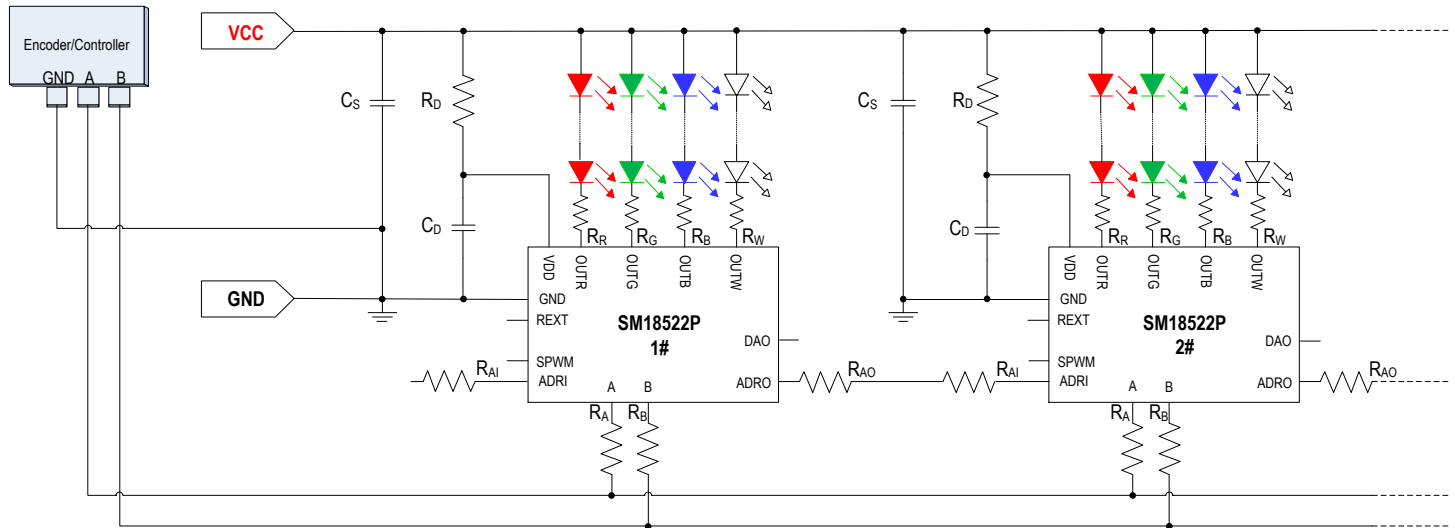 Encoder/Controller
GND A B
VCC
CS RD CS RD
CD CD
RR RG RB RW RR RG RB RW
VDD OUTR OUTG OUTB OUTW VDD OUTR OUTG OUTB OUTW
GND GND GND
REXT REXT
SM18522P SM18522P
1# 2#
DAO DAO
SPWM SPWM
RAI ADRI ADRO RAO RAI ADRI ADRO RAO
A B A B
RA RB RA RB